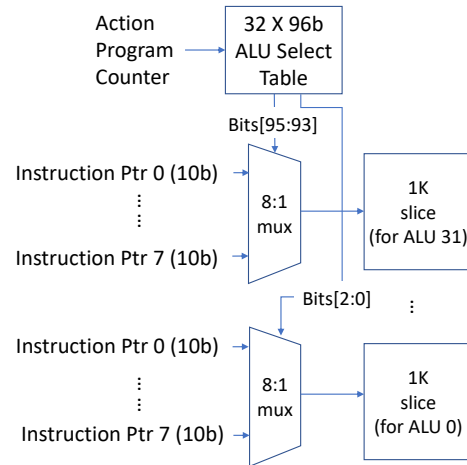 Action
Program
Counter
32 X 96b
ALU Select
Table
Bits[95:93]
Instruction Ptr 0 (10b)
...
...
Instruction Ptr 7 (10b)
8:1
mux
1K
slice
(for ALU 31)
Bits[2:0]
...
Instruction Ptr 0 (10b)
...
...
Instruction Ptr 7 (10b)
8:1
mux
1K
slice
(for ALU 0)